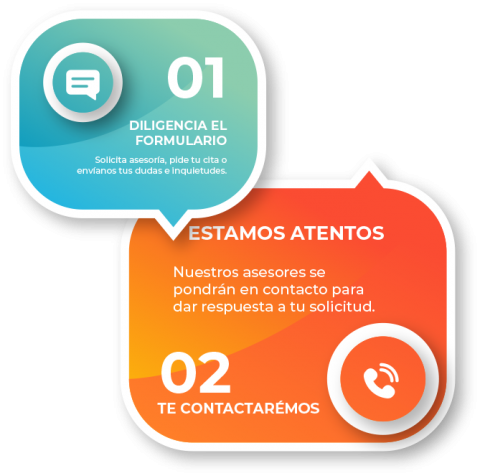 01
DILIGENCIA EL
FORMULARIO
Solicita asesoría, pide tu cita o
envíanos tus dudas e inquietudes.
ESTAMOS ATENTOS
Nuestros asesores se
pondrán en contacto para
dar respuesta a tu solicitud.
02
TE CONTACTARÉMOS